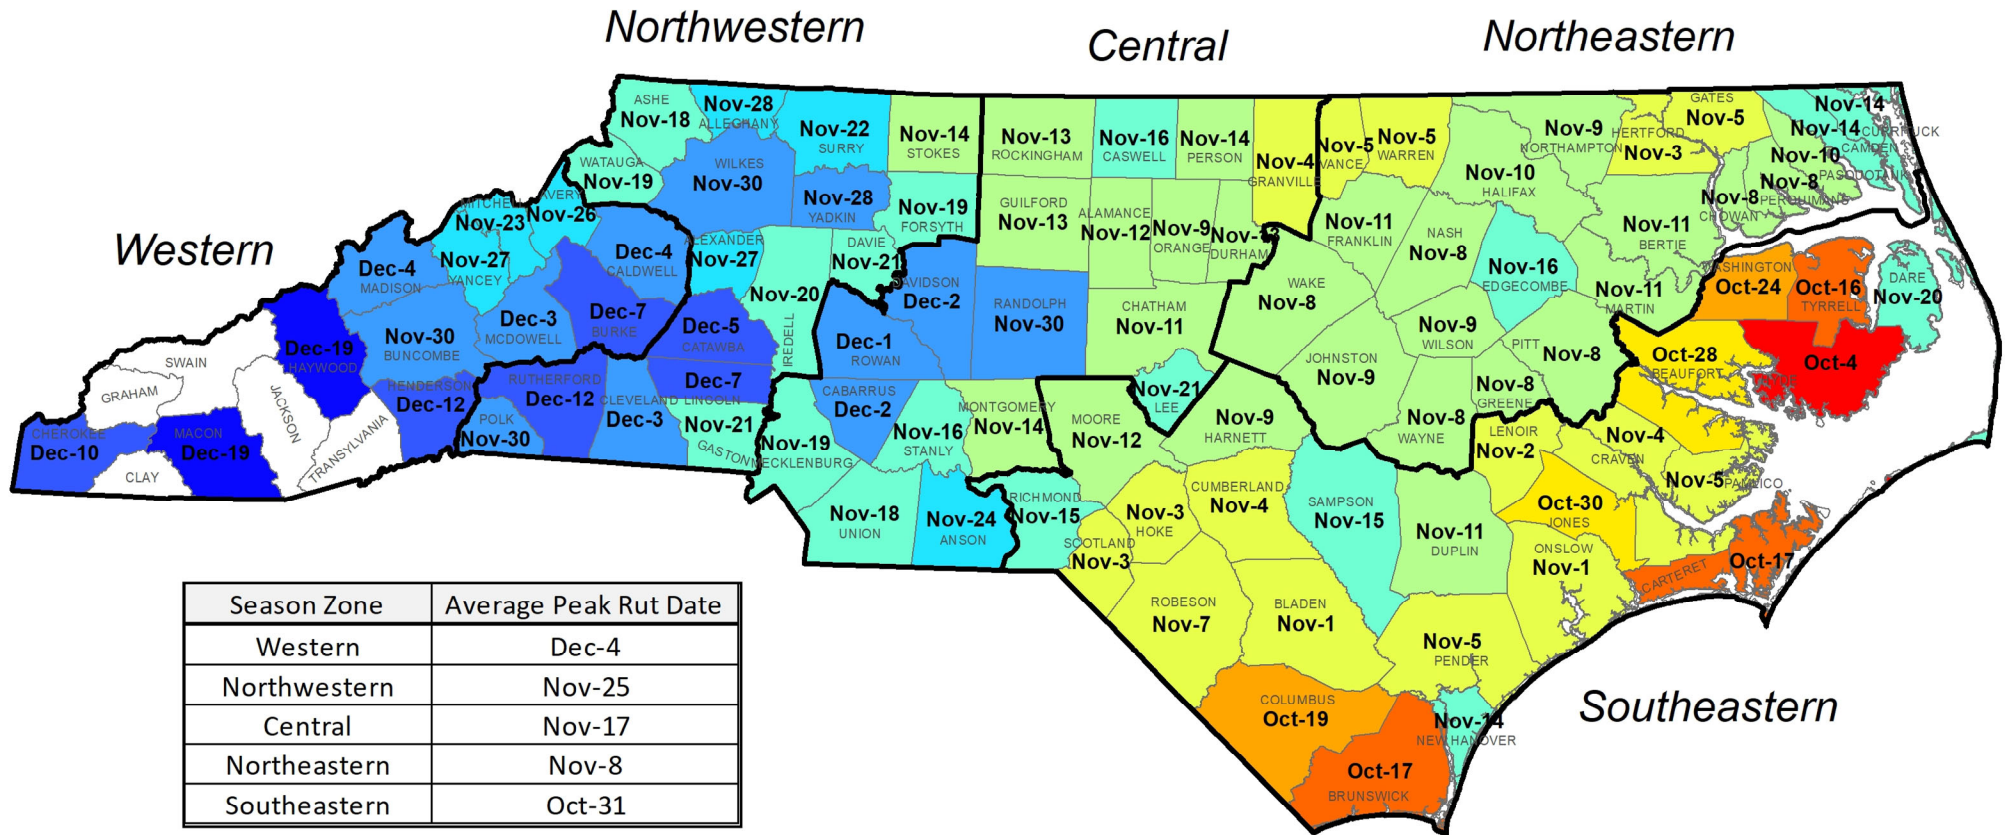 Northwestern
Central
Northeastern
Western
Southeastern
ASHE
Nov-18
Nov-28
ALLEGHANY
Nov-22
SURRY
Nov-14
STOKES
WATAUGA
Nov-19
WILKES
Nov-30
Nov-28
YADKIN
Nov-19
FORSYTH
MITCHELL
Nov-23
AVERY
Nov-26
Nov-27
YANCEY
Dec-4
MADISON
Dec-4
CALDWELL
ALEXANDER
Nov-27
DAVIE
Nov-21
Nov-20
IREDELL
Dec-19
HAYWOOD
Nov-30
BUNCOMBE
Dec-3
MCDOWELL
Dec-7
BURKE
Dec-5
CATAWBA
SWAIN
GRAHAM
JACKSON
TRANSYLVANIA
CLAY
CHEROKEE
Dec-10
MACON
Dec-19
HENDERSON
Dec-12
POLK
Nov-30
RUTHERFORD
Dec-12
CLEVELAND
Dec-3
Dec-7
LINCOLN
Nov-21
GASTON
Nov-13
ROCKINGHAM
Nov-16
CASWELL
Nov-14
PERSON
Nov-4
GRANVILLE
GUILFORD
Nov-13
ALAMANCE
Nov-12
Nov-9
ORANGE
DURHAM
DAVIDSON
Dec-2
RANDOLPH
Nov-30
CHATHAM
Nov-11
Dec-1
ROWAN
CABARRUS
Dec-2
Nov-16
STANLY
MONTGOMERY
Nov-14
Nov-21
LEE
Nov-19
MECKLENBURG
Nov-18
UNION
Nov-24
ANSON
Nov-5
VANCE
Nov-5
WARREN
Nov-9
NORTHAMPTON
HERTFORD
Nov-3
GATES
Nov-5
Nov-14
CURRITUCK
Nov-14
CAMDEN
Nov-10
PASQUOTANK
Nov-8
PERQUIMANS
Nov-8
CHOWAN
Nov-10
HALIFAX
Nov-11
FRANKLIN
NASH
Nov-8
Nov-16
EDGECOMBE
Nov-11
BERTIE
Nov-11
MARTIN
WAKE
Nov-8
Nov-9
WILSON
PITT
Nov-8
JOHNSTON
Nov-9
Nov-8
GREENE
Nov-8
WAYNE
WASHINGTON
Oct-24
Oct-16
TYRRELL
DARE
Nov-20
Oct-4
HYDE
Oct-28
BEAUFORT
MOORE
Nov-12
Nov-9
HARNETT
RICHMOND
Nov-15
SCOTLAND
Nov-3
Nov-3
HOKE
CUMBERLAND
Nov-4
SAMPSON
Nov-15
Nov-11
DUPLIN
LENOIR
Nov-2
Nov-4
CRAVEN
Nov-5
PAMLICO
Oct-30
JONES
ONSLOW
Nov-1
CARTERET
Oct-17
ROBESON
Nov-7
BLADEN
Nov-1
Nov-5
PENDER
COLUMBUS
Oct-19
Oct-17
BRUNSWICK
Nov-14
NEW HANOVER
Season Zone Average Peak Rut Date
Western Dec-4
Northwestern Nov-25
Central Nov-17
Northeastern Nov-8
Southeastern Oct-31